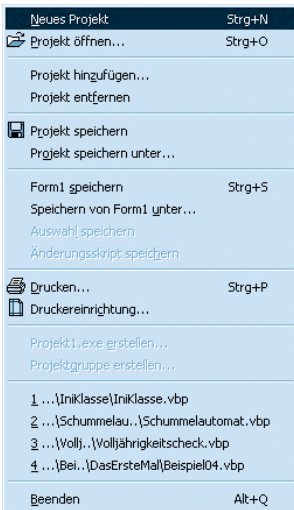 Neues Projekt Strg+N
Projekt öffnen... Strg+O
Projekt hinzufügen...
Projekt entfernen
Projekt speichern
Projekt speichern unter...
Form1 speichern Strg+S
Speichern von Form1 unter...
Auswahl speichern
Änderungsskript speichern
Drucken... Strg+P
Druckereinrichtung...
Projekt1.exe erstellen...
Projektgruppe erstellen...
1 ...\IniKlasse\IniKlasse.vbp
2 ...\Schummelau..\Schummelautomat.vbp
3 ...\Vollj..\Volljährigkeitscheck.vbp
4 ...\Bei..\DasErsteMal\Beispiel04.vbp
Beenden Alt+Q